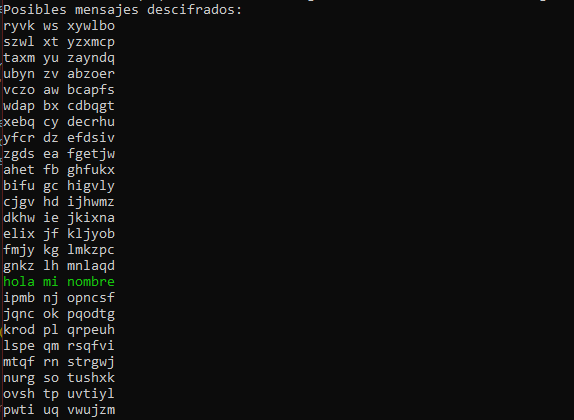 Posibles mensajes descifrados:
ryvk ws xywlbo
szwl xt yzxmcp
taxm yu zayndq
ubyn zv abzoer
vczo aw bcapfs
wdap bx cdbqgt
xebq cy decrhu
yfcr dz efdsiv
zgds ea fgetjw
ahet fb ghfukx
bifu gc higvly
cjgv hd ijhwmz
dkhw ie jkixna
elix jf kljyob
fmjy kg lmkzpc
gnkz lh mnlaqd
hola mi nombre
ipmb nj opncsf
jqnc ok pqodtg
krod pl qrpeuh
lspe qm rsqfvi
mtqf rn strgwj
nurg so tushxk
ovsh tp uvtiyl
pwti uq vwujzm